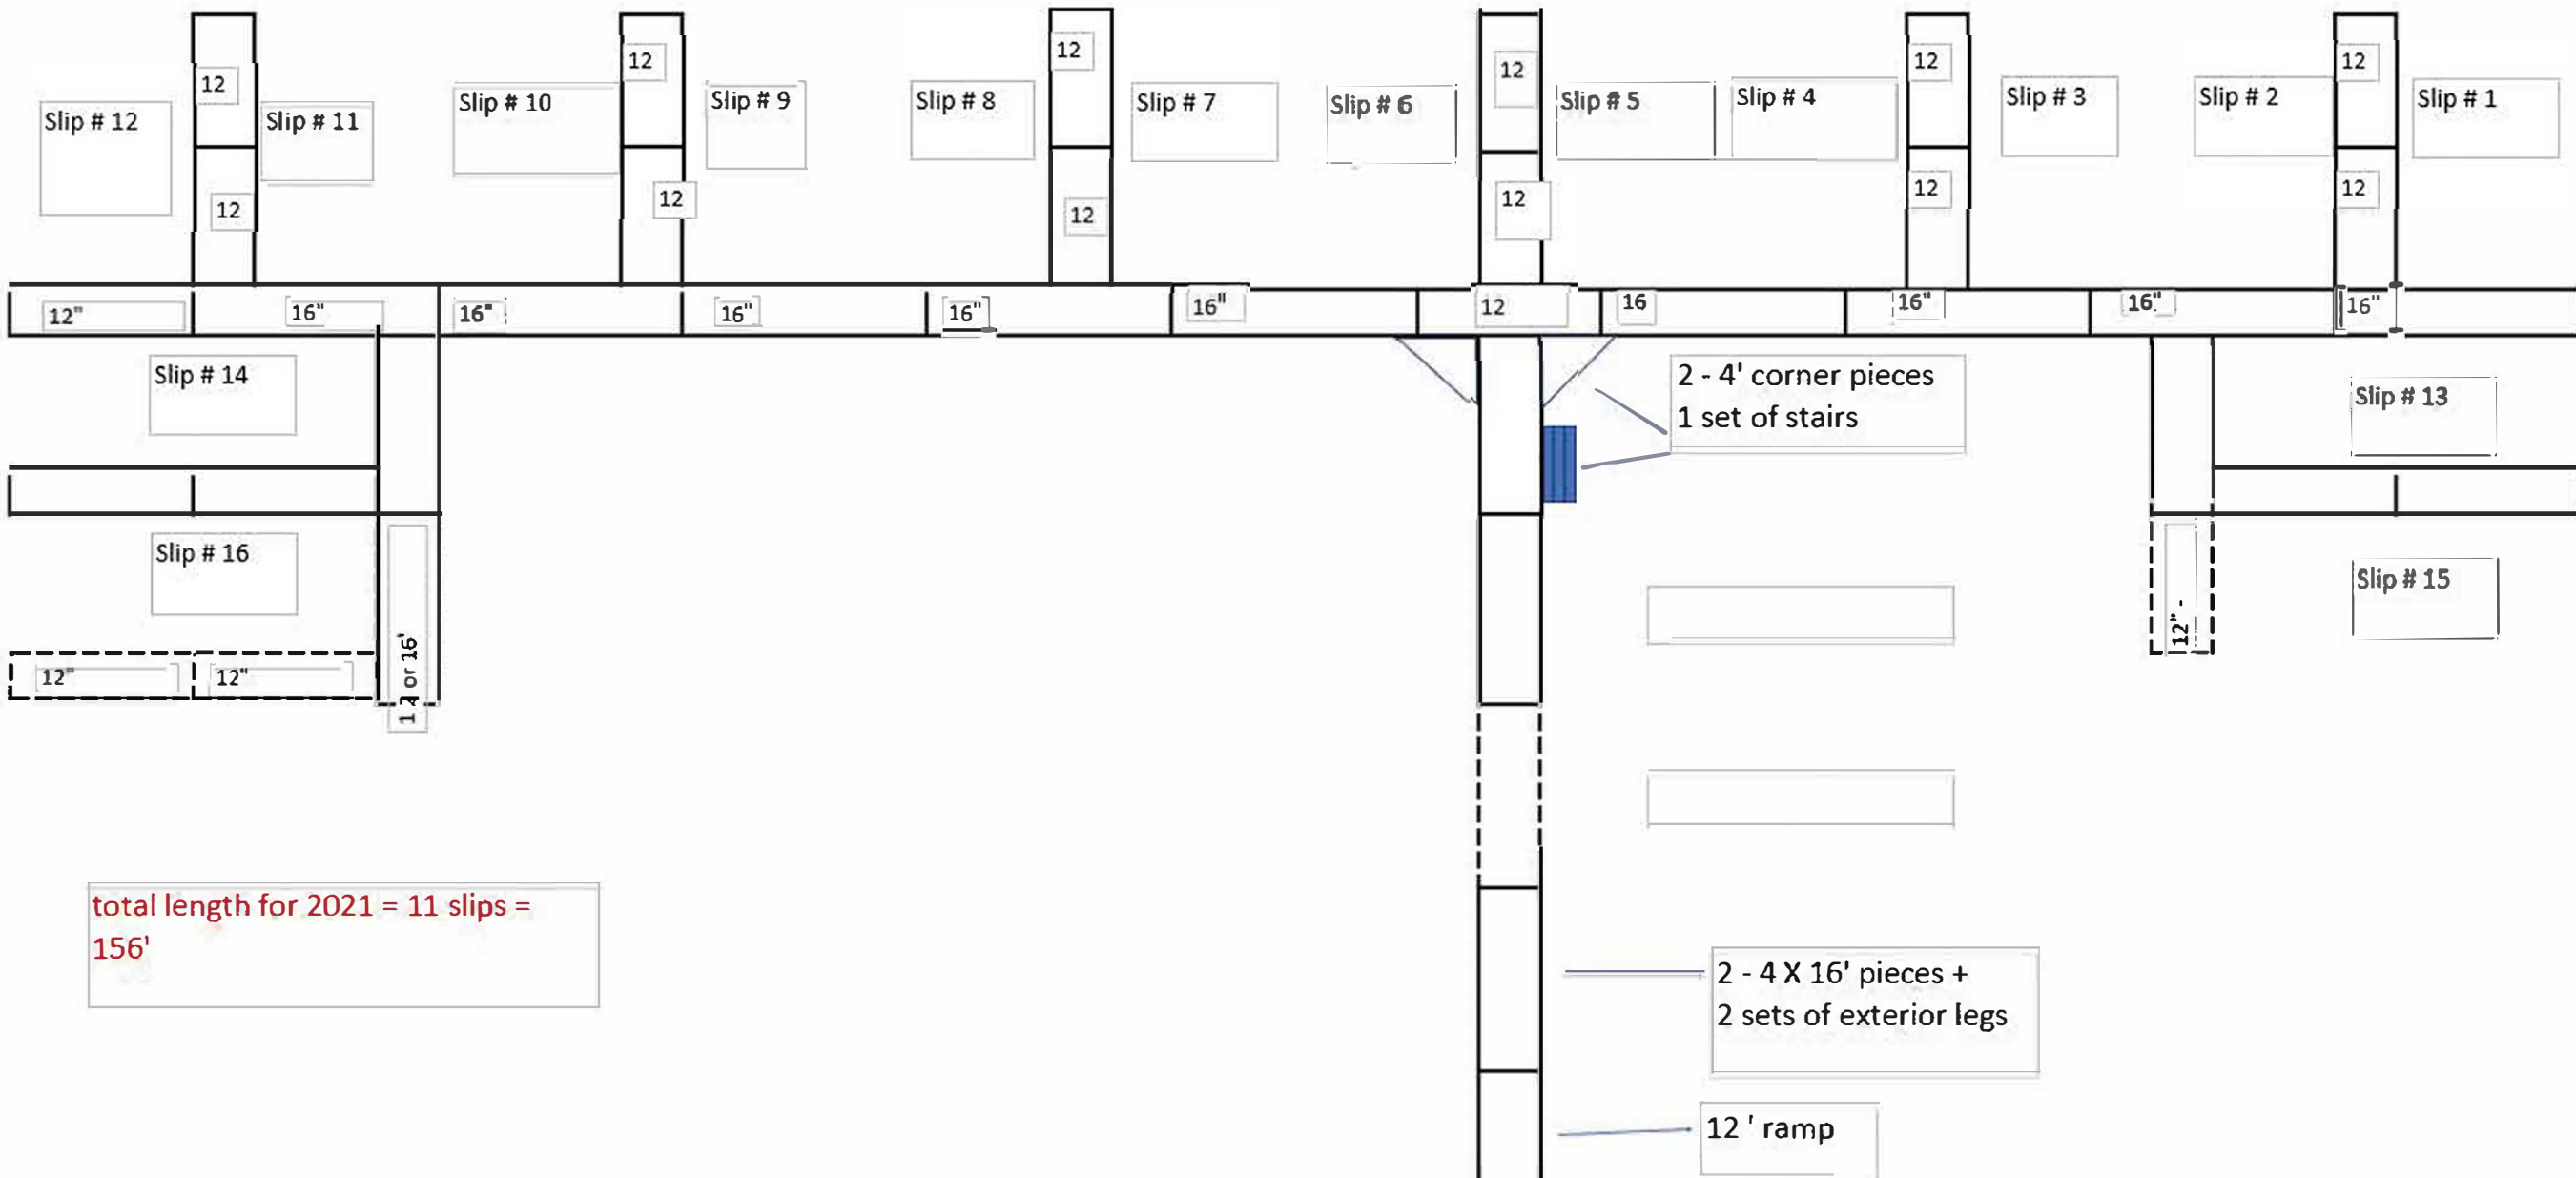 12
12
12
12
12
12
Slip # 12
Slip # 11
Slip # 10
Slip # 9
Slip # 8
Slip # 7
Slip # 6
Slip # 5
Slip # 4
Slip # 3
Slip # 2
Slip # 1
12
12
12
12
12
12
12"
16"
16"
16"
16"
16"
12
16
16"
16"
16"
Slip # 14
2 - 4' corner pieces
1 set of stairs
Slip # 13
Slip # 16
Slip # 15
12"
12"
1 2 or 16'
12" -
total length for 2021 = 11 slips =
156'
2 - 4 X 16' pieces +
2 sets of exterior legs
12 ' ramp